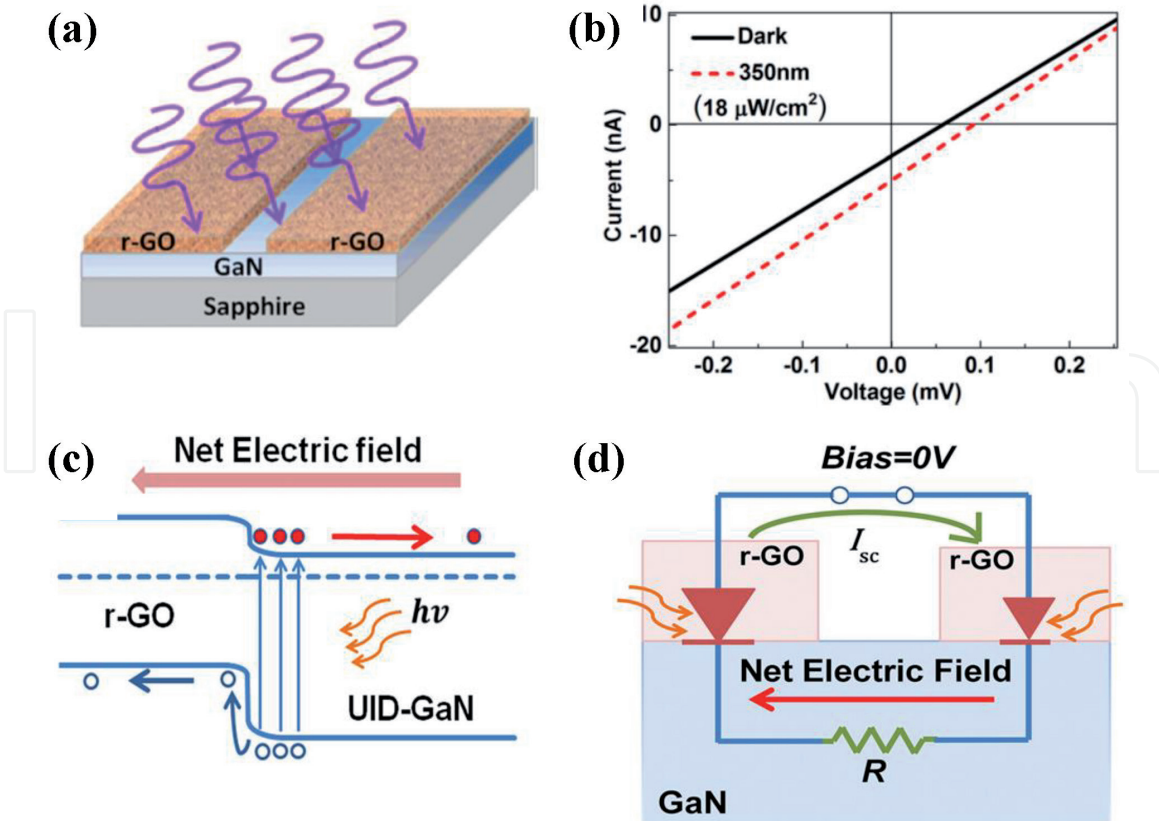 (a)
r-GO
r-GO
GaN
Sapphire
(b)
Dark
350nm
(18 μW/cm²)
Current (nA)
10
0
-10
-20
-0.2
-0.1
0.0
0.1
0.2
Voltage (mV)
(c)
Net Electric field
r-GO
hν
UID-GaN
(d)
Bias=0V
Isc
r-GO
r-GO
Net Electric Field
R
GaN